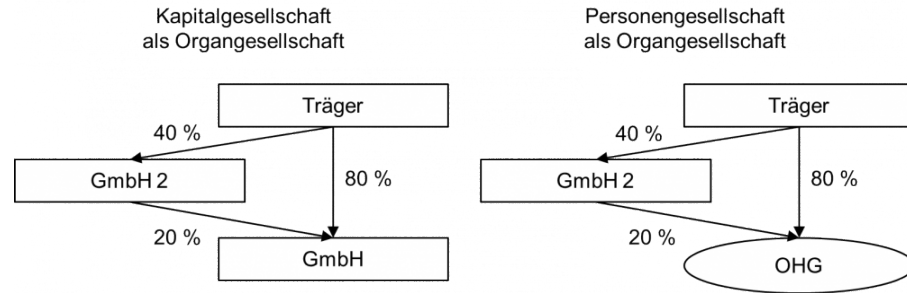 Kapitalgesellschaft
als Organgesellschaft
Träger
40 %
GmbH 2
80 %
20 %
GmbH
Personengesellschaft
als Organgesellschaft
Träger
40 %
GmbH 2
80 %
20 %
OHG